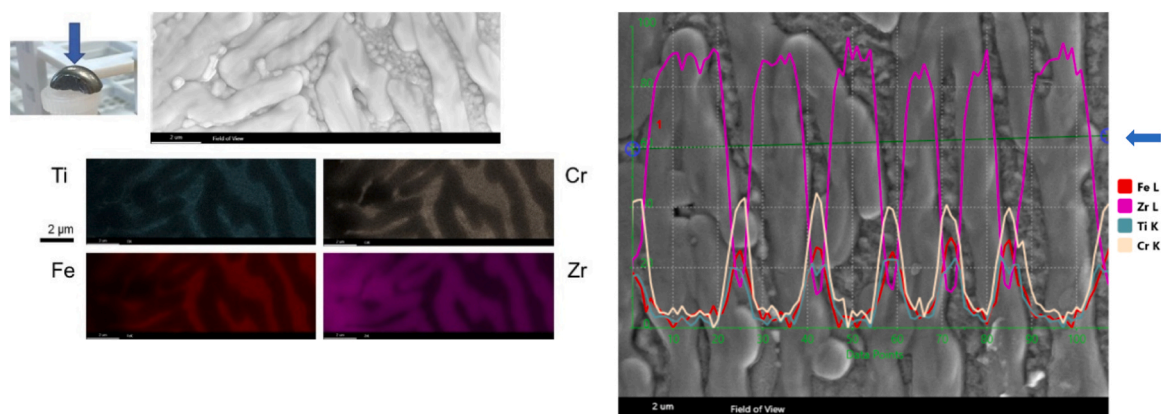 2 um Field of View
Ti
Cr
2 μm
Fe
Zr
100
10 20 30 40 50 60 70 80 90 100
Data Points
Fe L
Zr L
Ti K
Cr K
2 um Field of View